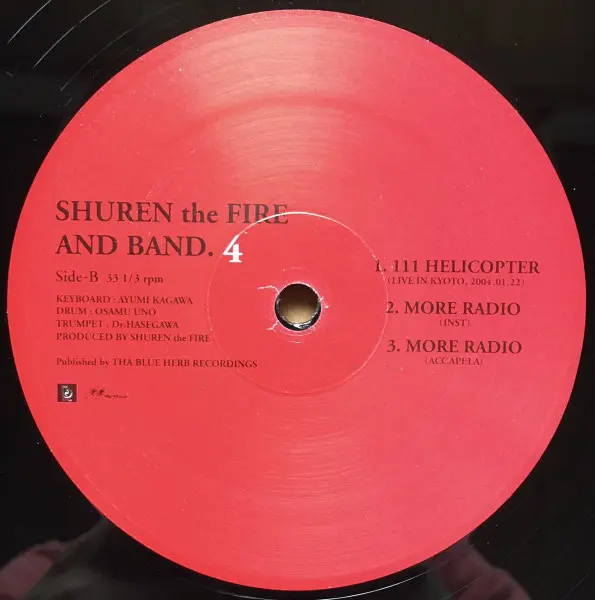 SHUREN the FIRE
AND BAND. 4
Side-B 33 1/3 rpm
KEYBOARD : AYUMI KAGAWA
DRUM : OSAMU UNO
TRUMPET : Dr.HASEGAWA
PRODUCED BY SHUREN the FIRE
Published by THA BLUE HERB RECORDINGS
1. 111 HELICOPTER
(LIVE IN KYOTO, 2004.01.22)
2. MORE RADIO
(INST)
3. MORE RADIO
(ACCAPELA)